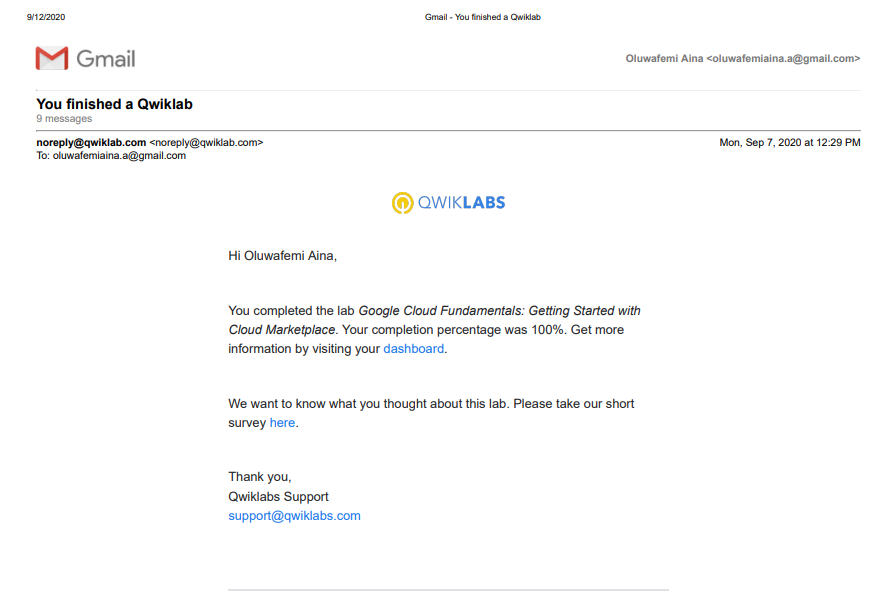 9/12/2020 Gmail - You finished a Qwiklab
Gmail Oluwafemi Aina <oluwafemiaina.a@gmail.com>
You finished a Qwiklab
9 messages
noreply@qwiklab.com <noreply@qwiklab.com> Mon, Sep 7, 2020 at 12:29 PM
To: oluwafemiaina.a@gmail.com
QWIKLABS
Hi Oluwafemi Aina,
You completed the lab Google Cloud Fundamentals: Getting Started with
Cloud Marketplace. Your completion percentage was 100%. Get more
information by visiting your dashboard.
We want to know what you thought about this lab. Please take our short
survey here.
Thank you,
Qwiklabs Support
support@qwiklabs.com